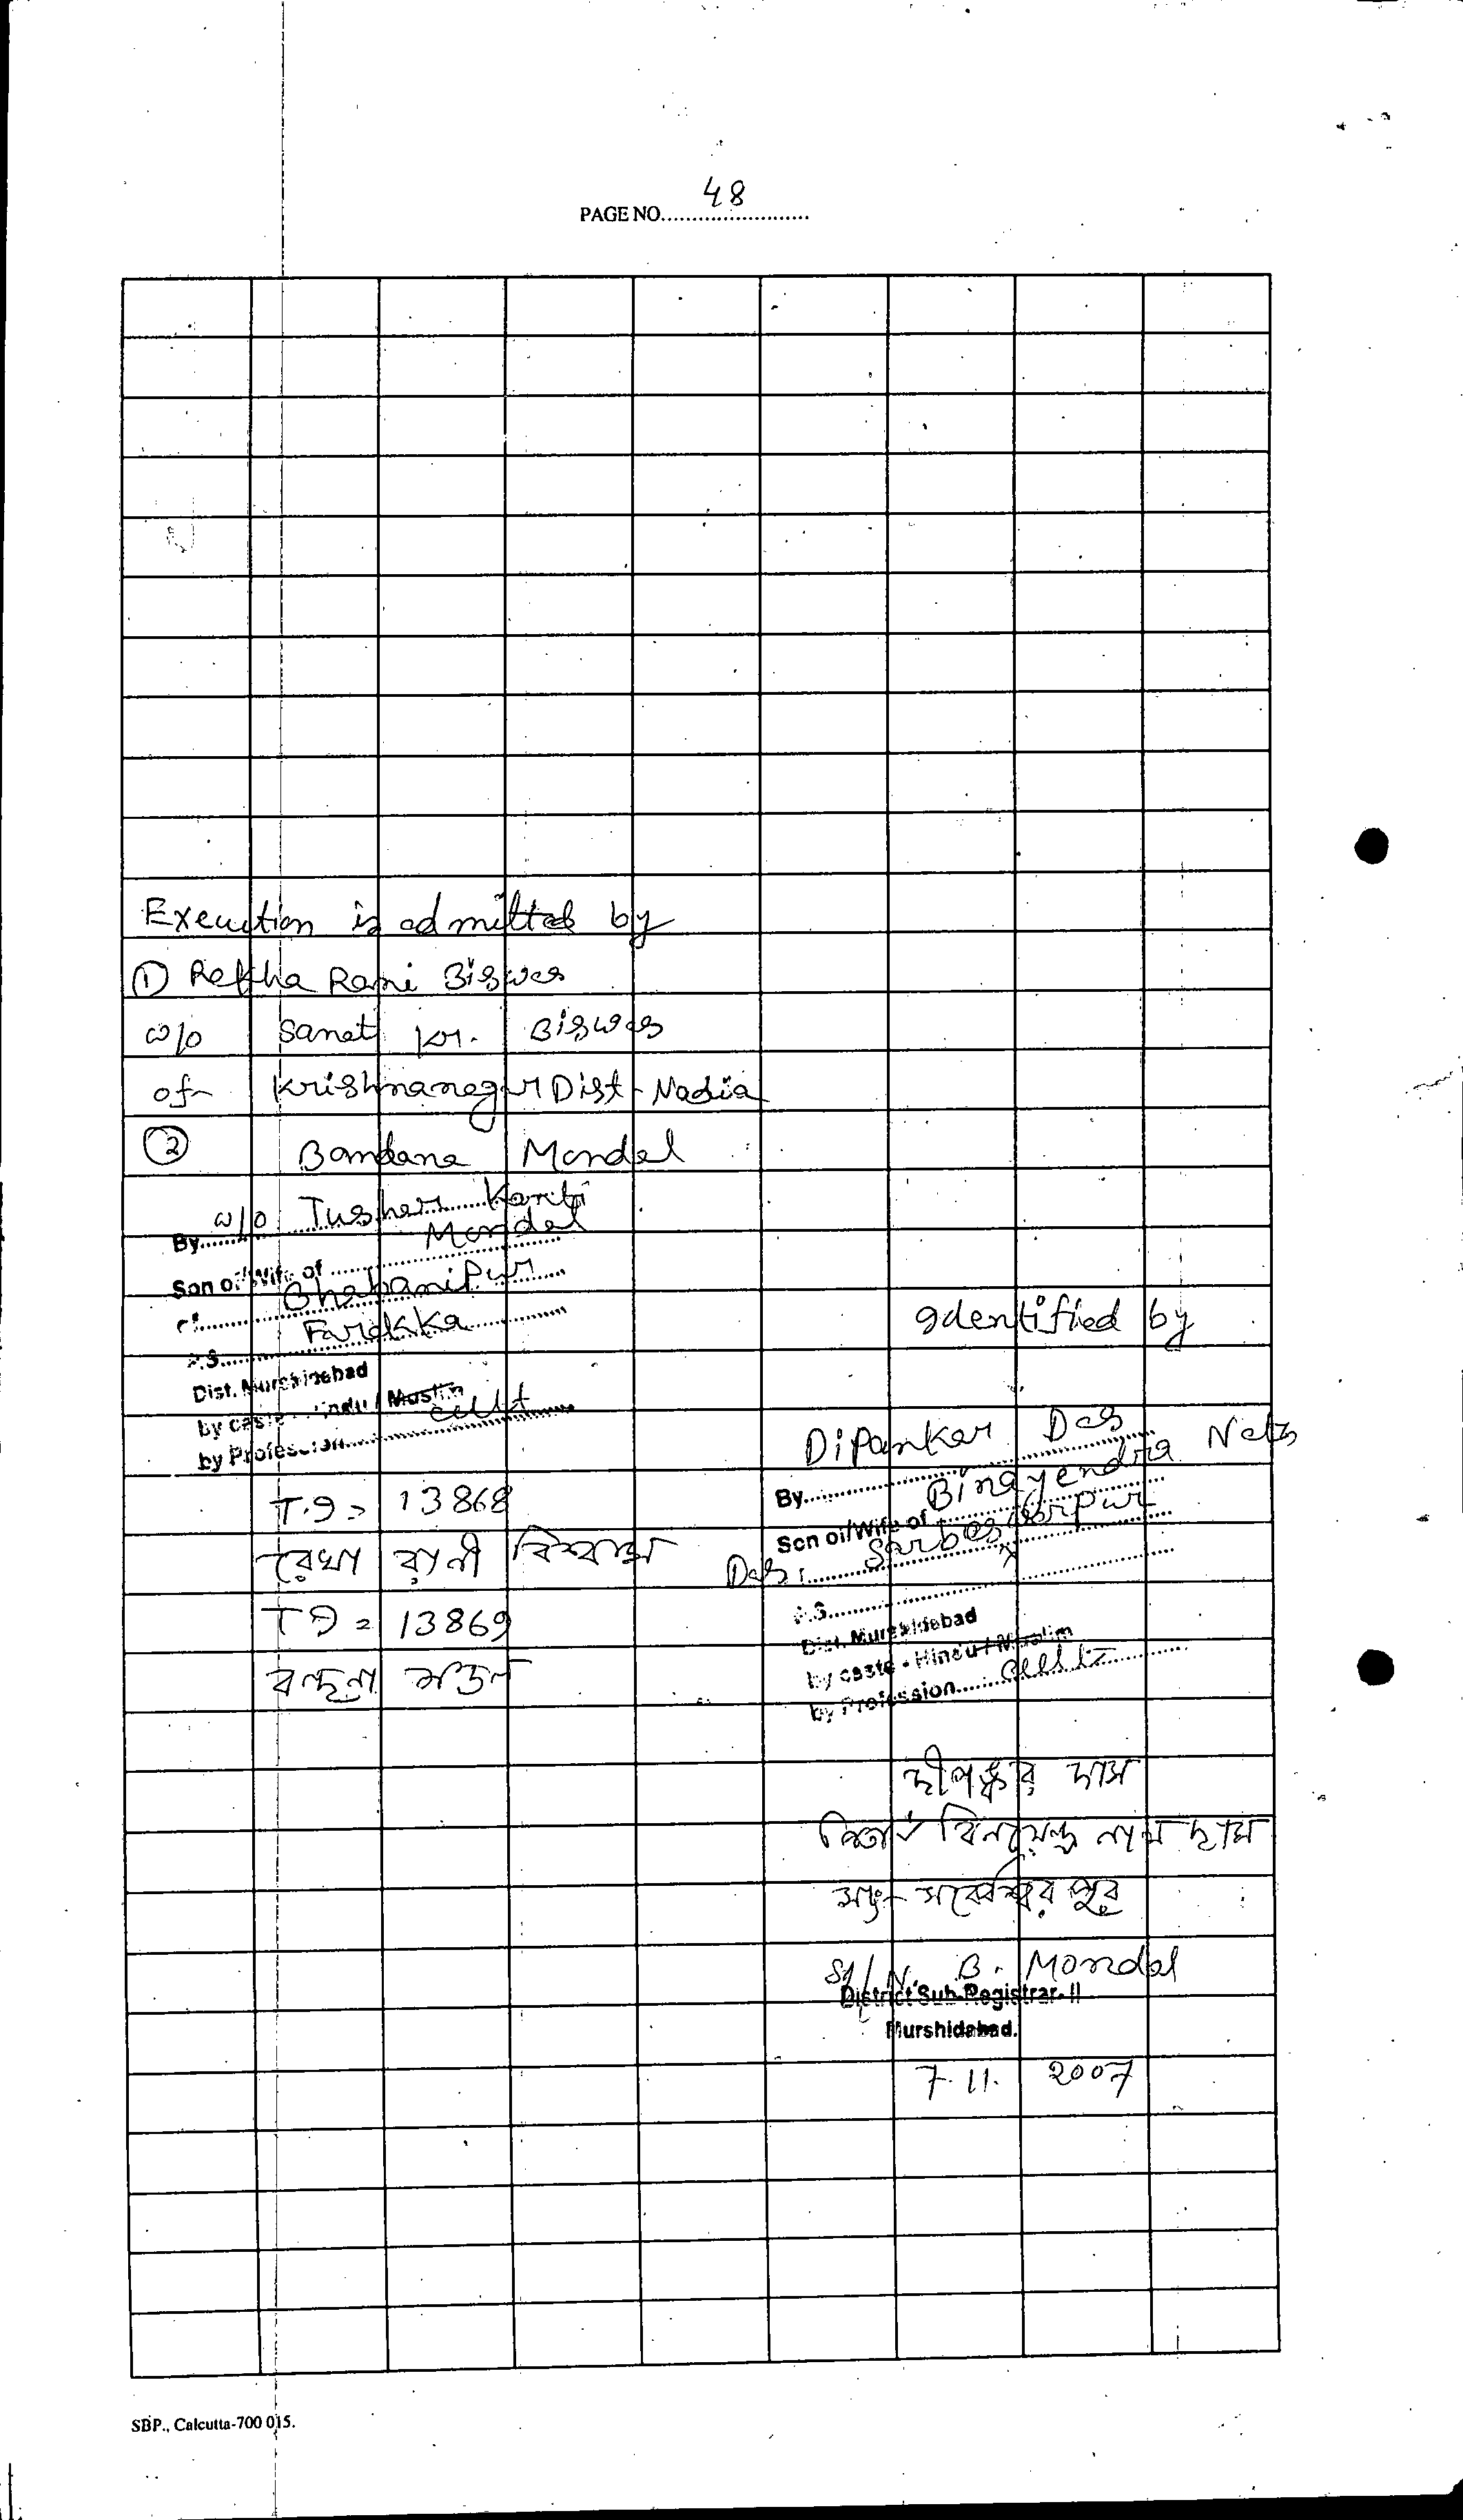 PAGE NO. 48
Execution is admitted by
① Rekha Rani Biswas
w/o Sanat Kr. Biswas
of Krishnanagar Dist - Nadia
② Bandana Mondal
By w/o Tushar Kanti
Mondal
Son of/Wife of
of Bhabanipur
P.S. Farakka
Dist. Murshidabad
by caste - Hindu / Muslim
by Profession cult
T.I = 13868
রেখা রানী বিশ্বাস
T I = 13869
বন্দনা মন্ডল
Identified by
Dipankar Das
By Binayendra Nath
Son of/Wife of
Das, Sarbeswarpur
P.S.
Dist. Murshidabad
by caste - Hindu / Muslim
by Profession cult
দীপঙ্কর দাস
পিতা বিনয়েন্দ্র নাথ দাস
সাং- সর্বেশ্বরপুর
Sd/ N. B. Mondal
District Sub-Registrar-II
Murshidabad.
7.11. 2007
SBP., Calcutta-700 015.